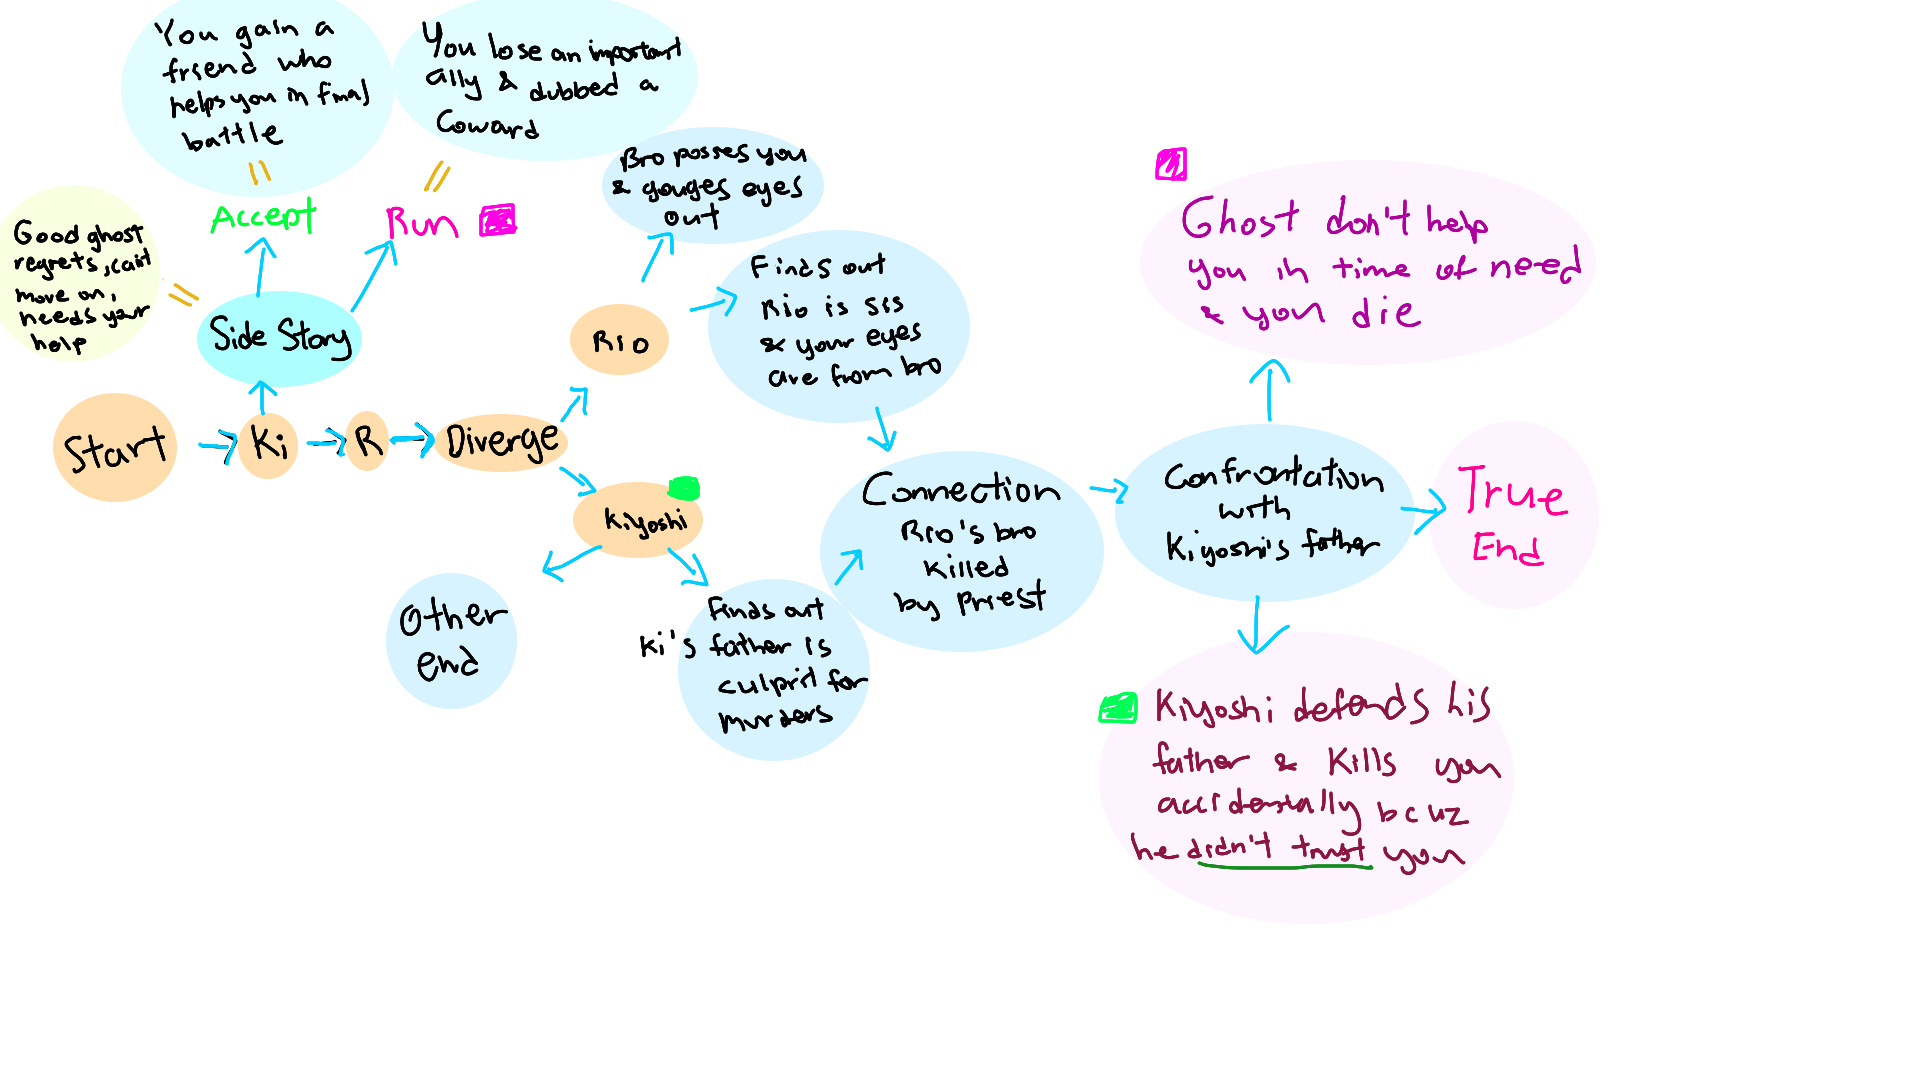 You gain a
friend who
helps you in final
battle
You lose an important
ally & dubbed a
Coward
Bro posses you
& gouges eyes
out
Accept
Run
Good ghost
regrets, can't
move on,
needs your
help
Side Story
Rio
Finds out
Rio is sis
& your eyes
are from bro
Ghost don't help
you in time of need
& you die
Start
Ki
R
Diverge
Kiyoshi
Connection
Rio's bro
killed
by Priest
Confrontation
with
Kiyoshi's father
True
End
Other
end
Finds out
Ki's father is
culprit for
murders
Kiyoshi defends his
father & kills you
accidentally bcuz
he didn't trust you